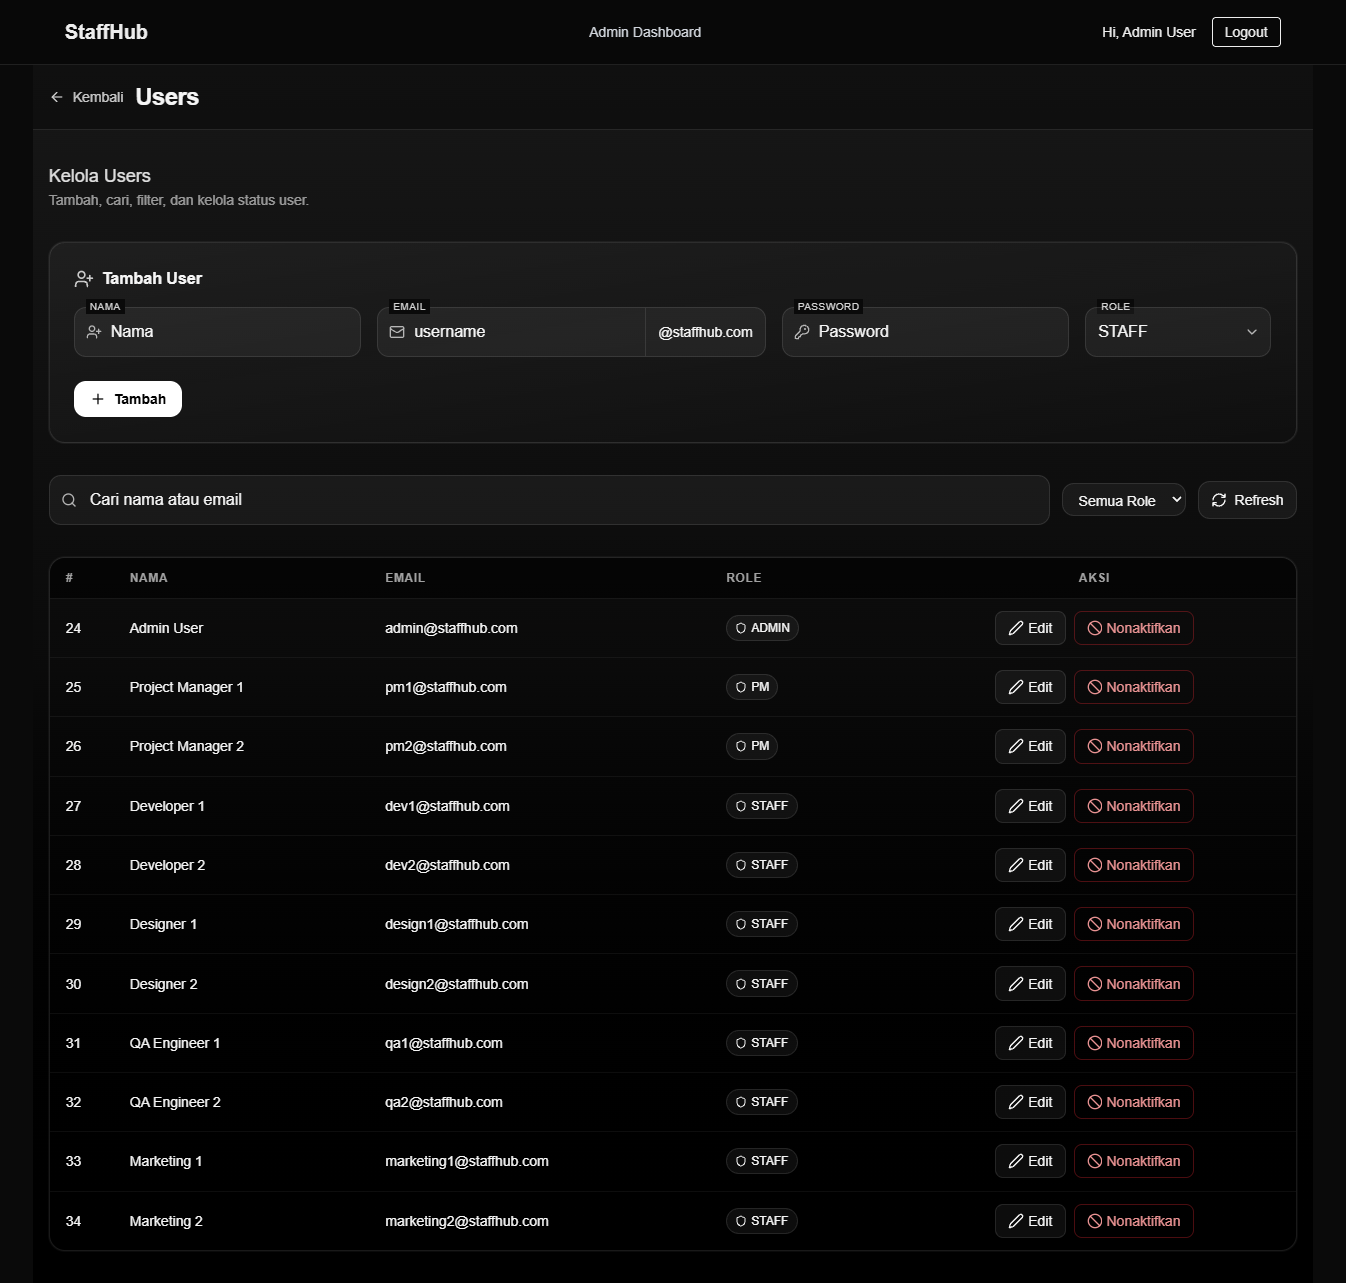 StaffHub
Admin Dashboard
Hi, Admin User
Logout
Kembali
Users
Kelola Users
Tambah, cari, filter, dan kelola status user.
Tambah User
NAMA
Nama
EMAIL
username
@staffhub.com
PASSWORD
Password
ROLE
STAFF
Tambah
Cari nama atau email
Semua Role
Refresh
# NAMA EMAIL ROLE AKSI
24 Admin User admin@staffhub.com ADMIN Edit Nonaktifkan
25 Project Manager 1 pm1@staffhub.com PM Edit Nonaktifkan
26 Project Manager 2 pm2@staffhub.com PM Edit Nonaktifkan
27 Developer 1 dev1@staffhub.com STAFF Edit Nonaktifkan
28 Developer 2 dev2@staffhub.com STAFF Edit Nonaktifkan
29 Designer 1 design1@staffhub.com STAFF Edit Nonaktifkan
30 Designer 2 design2@staffhub.com STAFF Edit Nonaktifkan
31 QA Engineer 1 qa1@staffhub.com STAFF Edit Nonaktifkan
32 QA Engineer 2 qa2@staffhub.com STAFF Edit Nonaktifkan
33 Marketing 1 marketing1@staffhub.com STAFF Edit Nonaktifkan
34 Marketing 2 marketing2@staffhub.com STAFF Edit Nonaktifkan